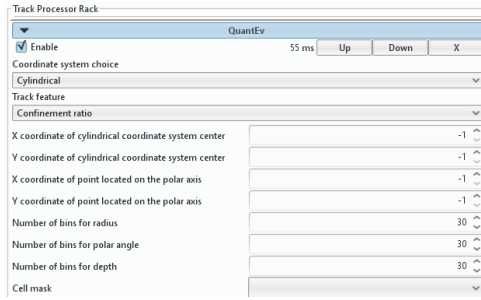 Track Processor Rack
QuantEv
Enable 55 ms Up Down X
Coordinate system choice
Cylindrical
Track feature
Confinement ratio
X coordinate of cylindrical coordinate system center -1
Y coordinate of cylindrical coordinate system center -1
X coordinate of point located on the polar axis -1
Y coordinate of point located on the polar axis -1
Number of bins for radius 30
Number of bins for polar angle 30
Number of bins for depth 30
Cell mask